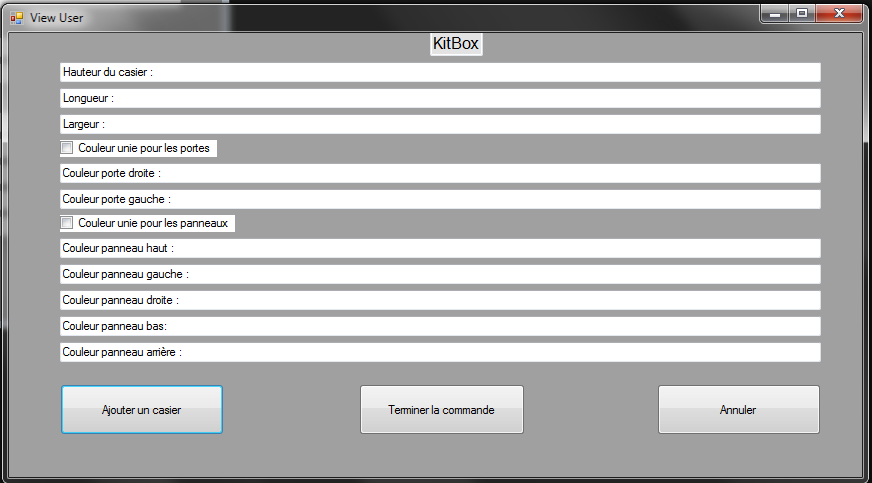 View User
KitBox
Hauteur du casier :
Longueur :
Largeur :
Couleur unie pour les portes
Couleur porte droite :
Couleur porte gauche :
Couleur unie pour les panneaux
Couleur panneau haut :
Couleur panneau gauche :
Couleur panneau droite :
Couleur panneau bas:
Couleur panneau arrière :
Ajouter un casier
Terminer la commande
Annuler